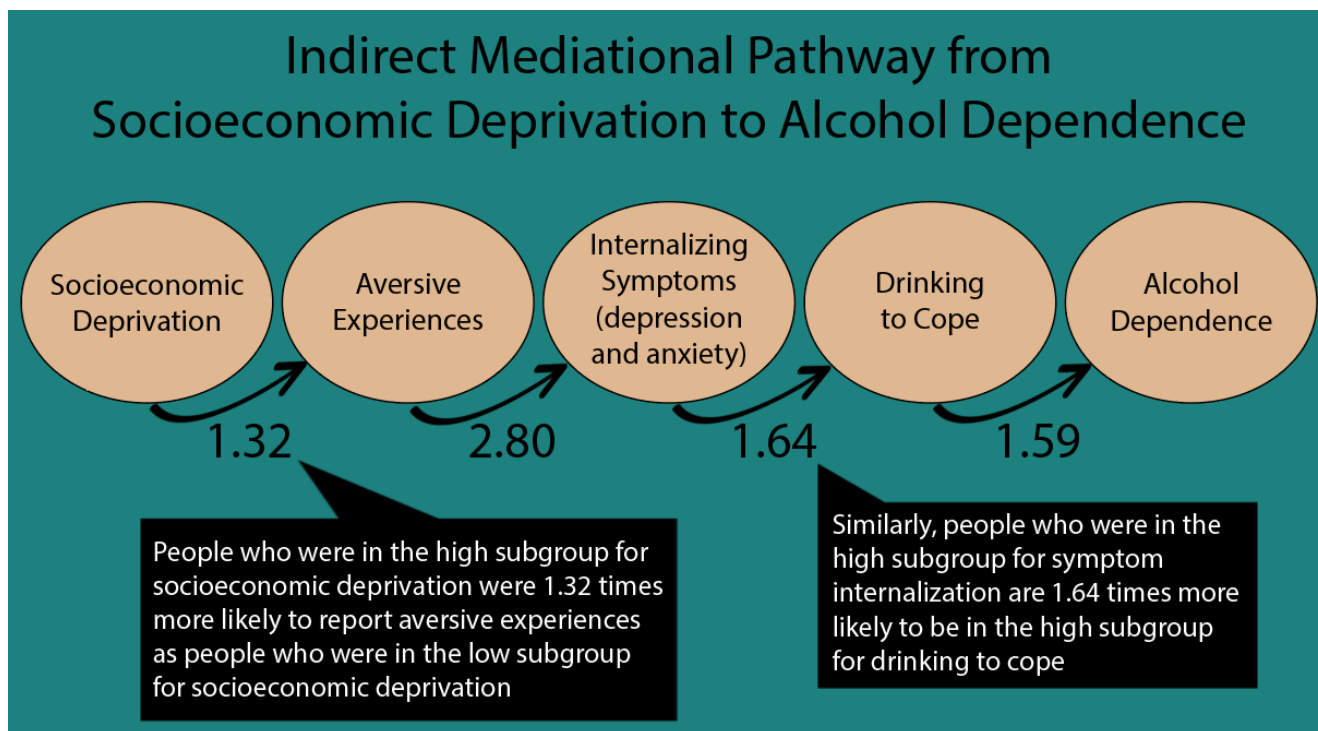 Indirect Mediational Pathway from
Socioeconomic Deprivation to Alcohol Dependence
Socioeconomic
Deprivation
Aversive
Experiences
Internalizing
Symptoms
(depression
and anxiety)
Drinking
to Cope
Alcohol
Dependence
1.32
2.80
1.64
1.59
People who were in the high subgroup for
socioeconomic deprivation were 1.32 times
more likely to report aversive experiences
as people who were in the low subgroup
for socioeconomic deprivation
Similarly, people who were in the
high subgroup for symptom
internalization are 1.64 times more
likely to be in the high subgroup
for drinking to cope